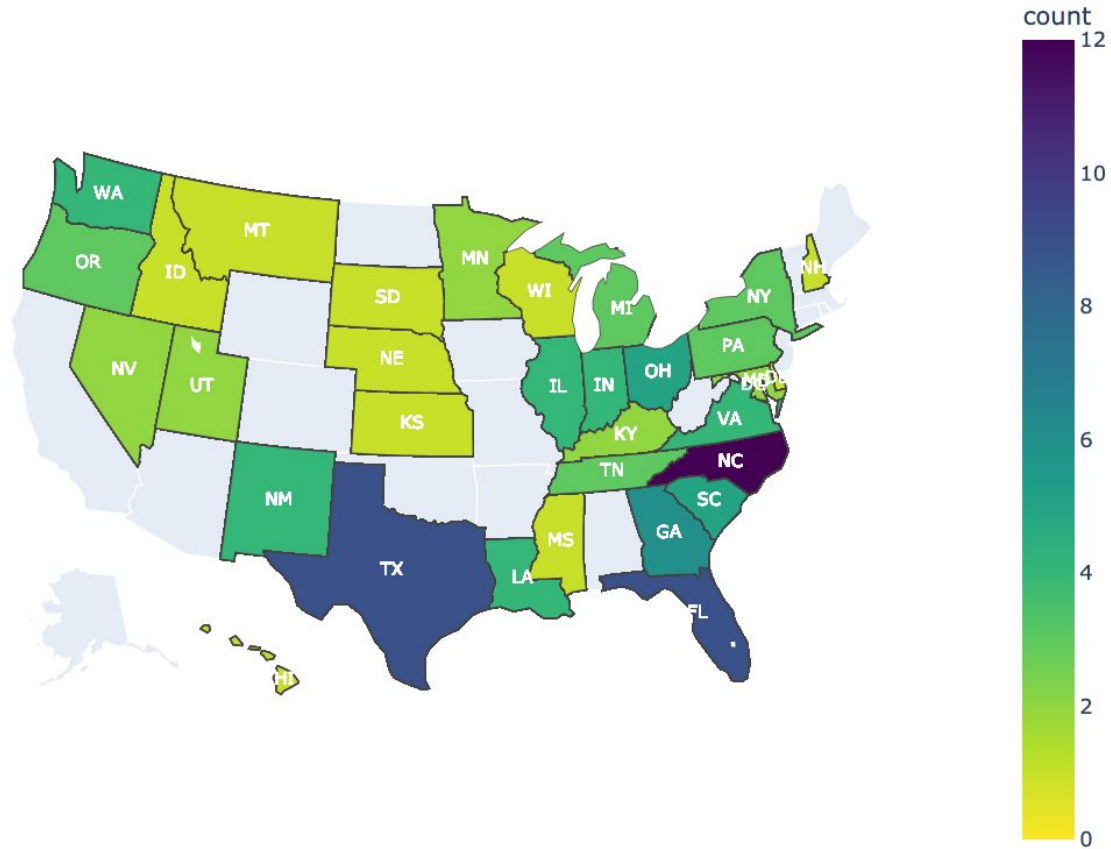 count
12
10
8
6
4
2
0
WA
MT
OR
ID
MN
SD
WI
MI
NY
NH
NE
PA
NV
UT
IL
IN
OH
MD
KS
KY
VA
NM
TN
NC
SC
MS
GA
TX
LA
FL
HI